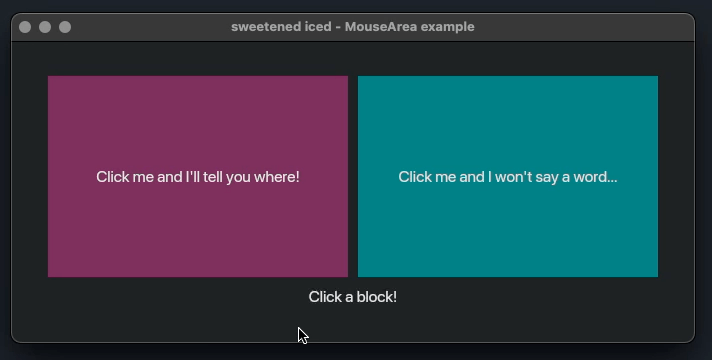 sweetened iced - MouseArea example
Click me and I'll tell you where!
Click me and I won't say a word...
Click a block!